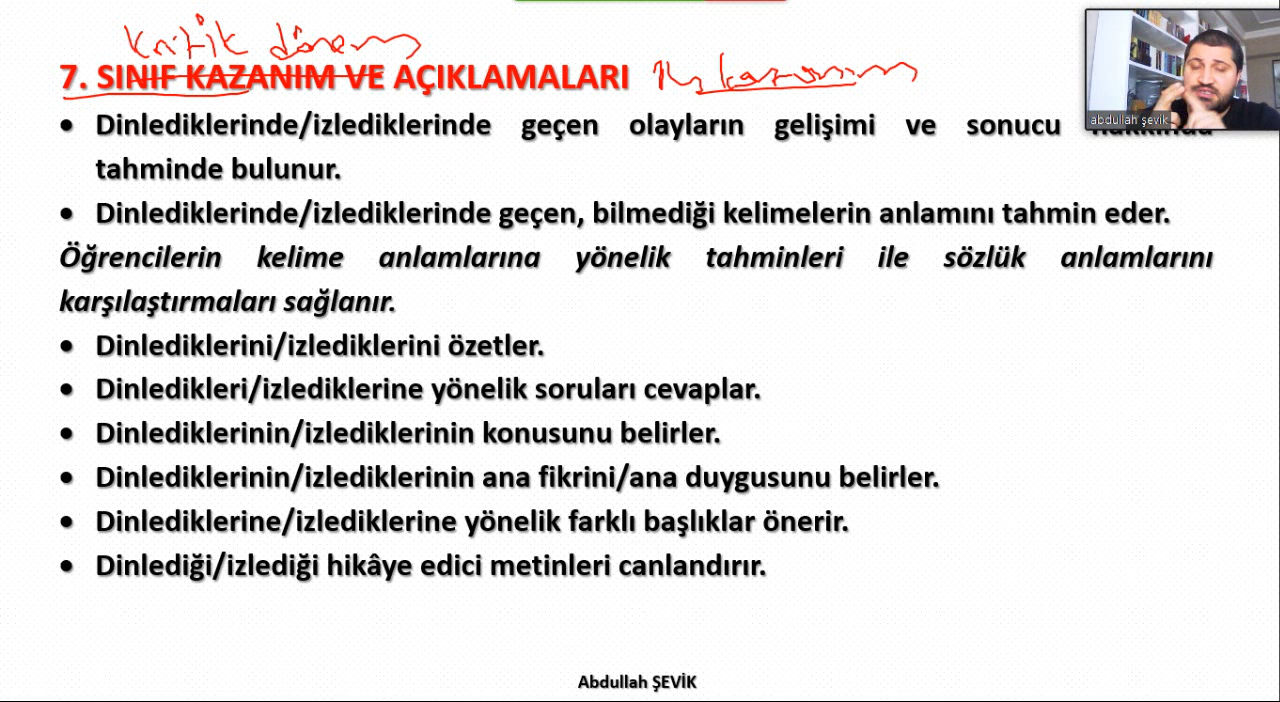 kritik dönem
7. SINIF KAZANIM VE AÇIKLAMALARI
kazanım
• Dinlediklerinde/izlediklerinde geçen olayların gelişimi ve sonucu
tahminde bulunur.
• Dinlediklerinde/izlediklerinde geçen, bilmediği kelimelerin anlamını tahmin eder.
Öğrencilerin kelime anlamlarına yönelik tahminleri ile sözlük anlamlarını
karşılaştırmaları sağlanır.
• Dinlediklerini/izlediklerini özetler.
• Dinledikleri/izlediklerine yönelik soruları cevaplar.
• Dinlediklerinin/izlediklerinin konusunu belirler.
• Dinlediklerinin/izlediklerinin ana fikrini/ana duygusunu belirler.
• Dinlediklerine/izlediklerine yönelik farklı başlıklar önerir.
• Dinlediği/izlediği hikâye edici metinleri canlandırır.
Abdullah ŞEVİK
abdullah şevik